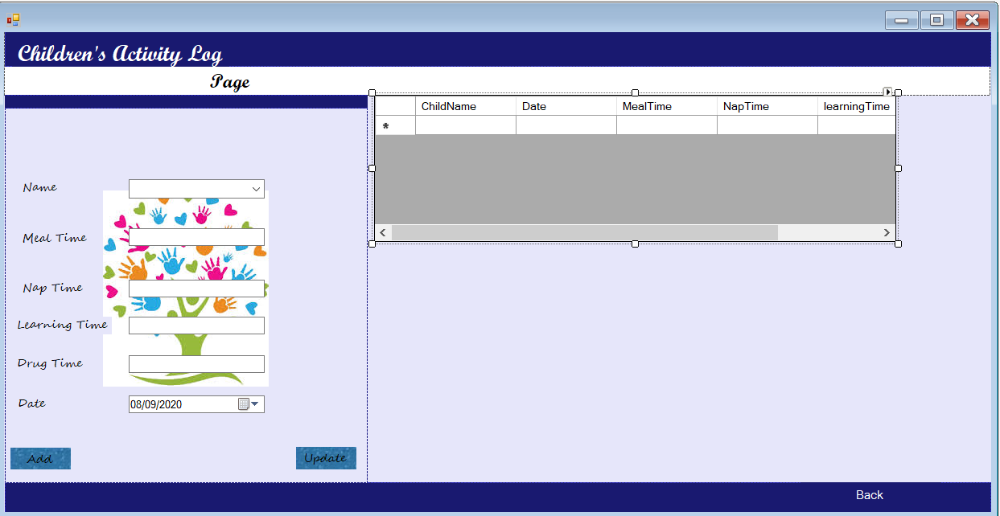 Children's Activity Log
Page
ChildName Date MealTime NapTime learningTime
*
Name
Meal Time
Nap Time
Learning Time
Drug Time
Date 08/09/2020
Add Update
Back